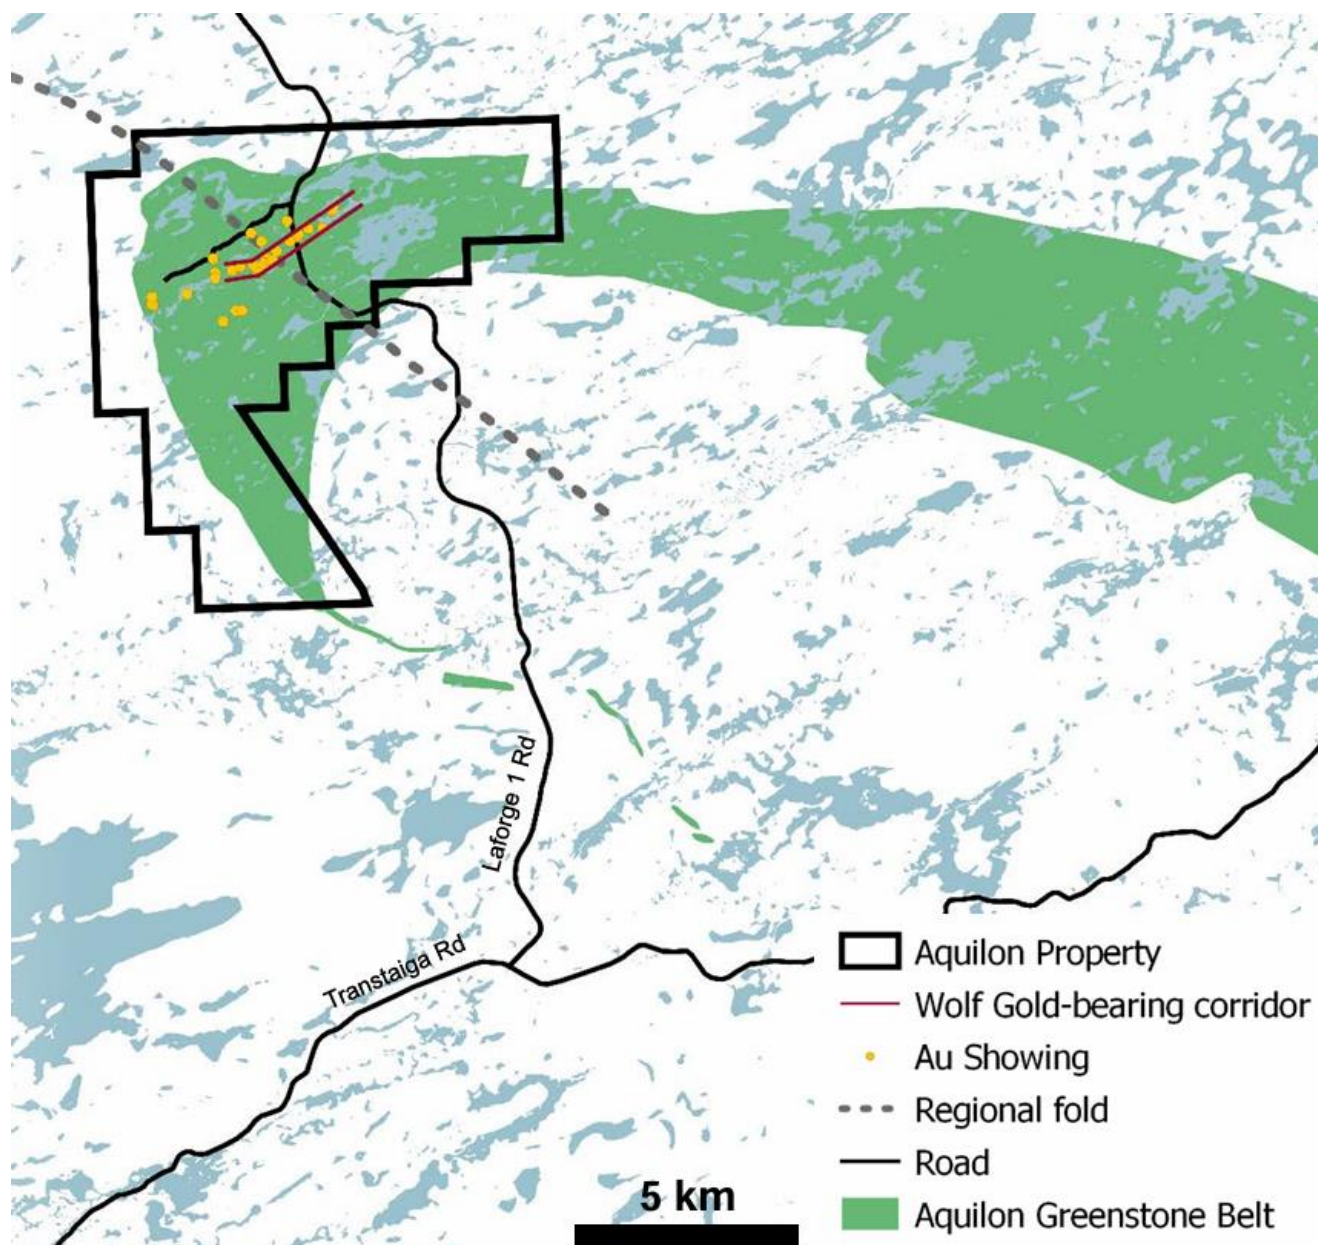 Laforge 1 Rd
Transtaiga Rd
Aquilon Property
Wolf Gold-bearing corridor
Au Showing
Regional fold
Road
Aquilon Greenstone Belt
5 km